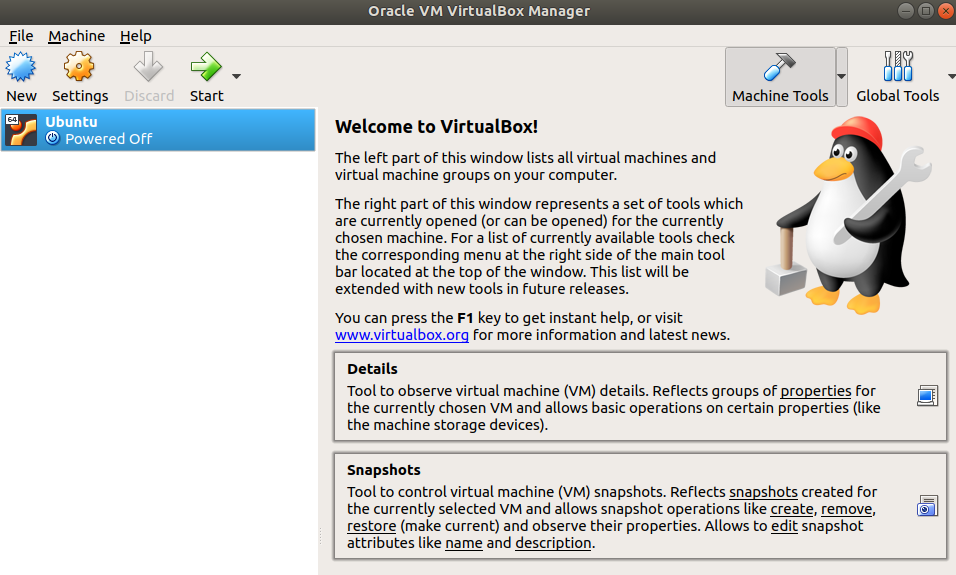 Oracle VM VirtualBox Manager
File Machine Help
New Settings Discard Start Machine Tools Global Tools
64
Ubuntu
Powered Off
Welcome to VirtualBox!
The left part of this window lists all virtual machines and
virtual machine groups on your computer.
The right part of this window represents a set of tools which
are currently opened (or can be opened) for the currently
chosen machine. For a list of currently available tools check
the corresponding menu at the right side of the main tool
bar located at the top of the window. This list will be
extended with new tools in future releases.
You can press the F1 key to get instant help, or visit
www.virtualbox.org for more information and latest news.
Details
Tool to observe virtual machine (VM) details. Reflects groups of properties for
the currently chosen VM and allows basic operations on certain properties (like
the machine storage devices).
Snapshots
Tool to control virtual machine (VM) snapshots. Reflects snapshots created for
the currently selected VM and allows snapshot operations like create, remove,
restore (make current) and observe their properties. Allows to edit snapshot
attributes like name and description.